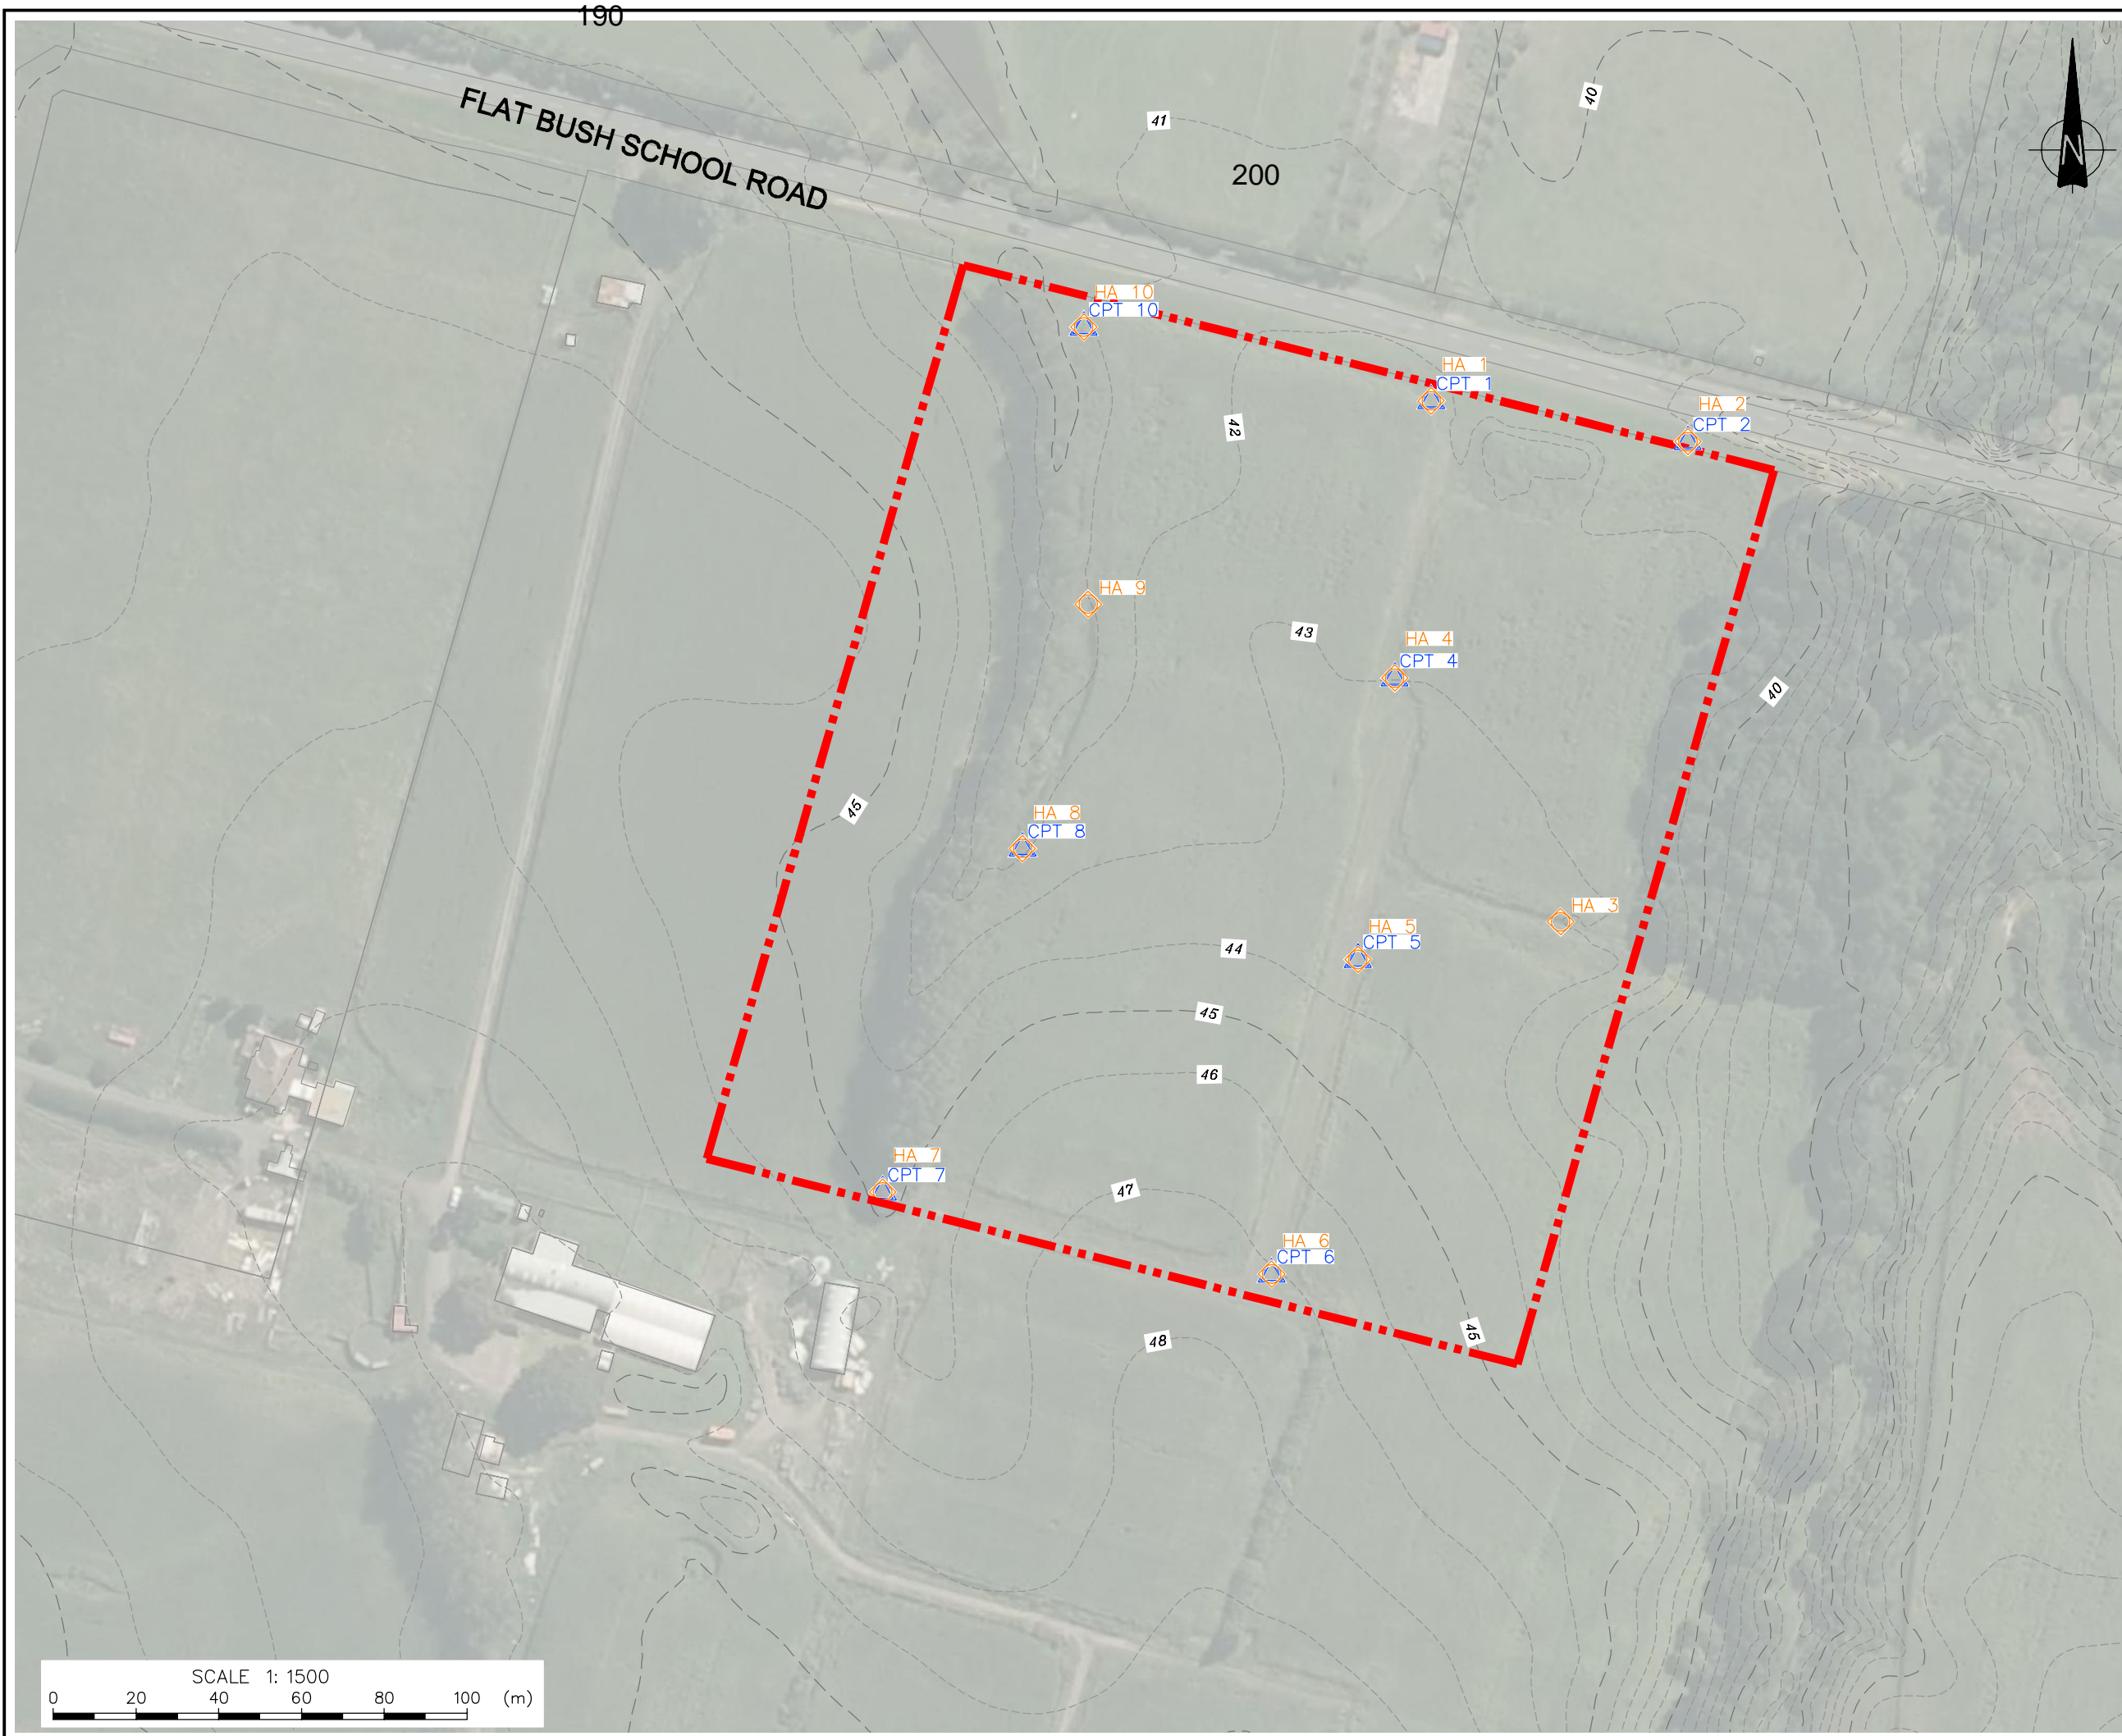 190
FLAT BUSH SCHOOL ROAD
40
41
200
N
HA 10
CPT 10
HA 1
CPT 1
HA 2
CPT 2
42
HA 9
43
HA 4
CPT 4
40
45
HA 8
CPT 8
HA 3
HA 5
CPT 5
44
45
46
HA 7
CPT 7
47
HA 6
CPT 6
45
48
SCALE 1: 1500
0 20 40 60 80 100 (m)